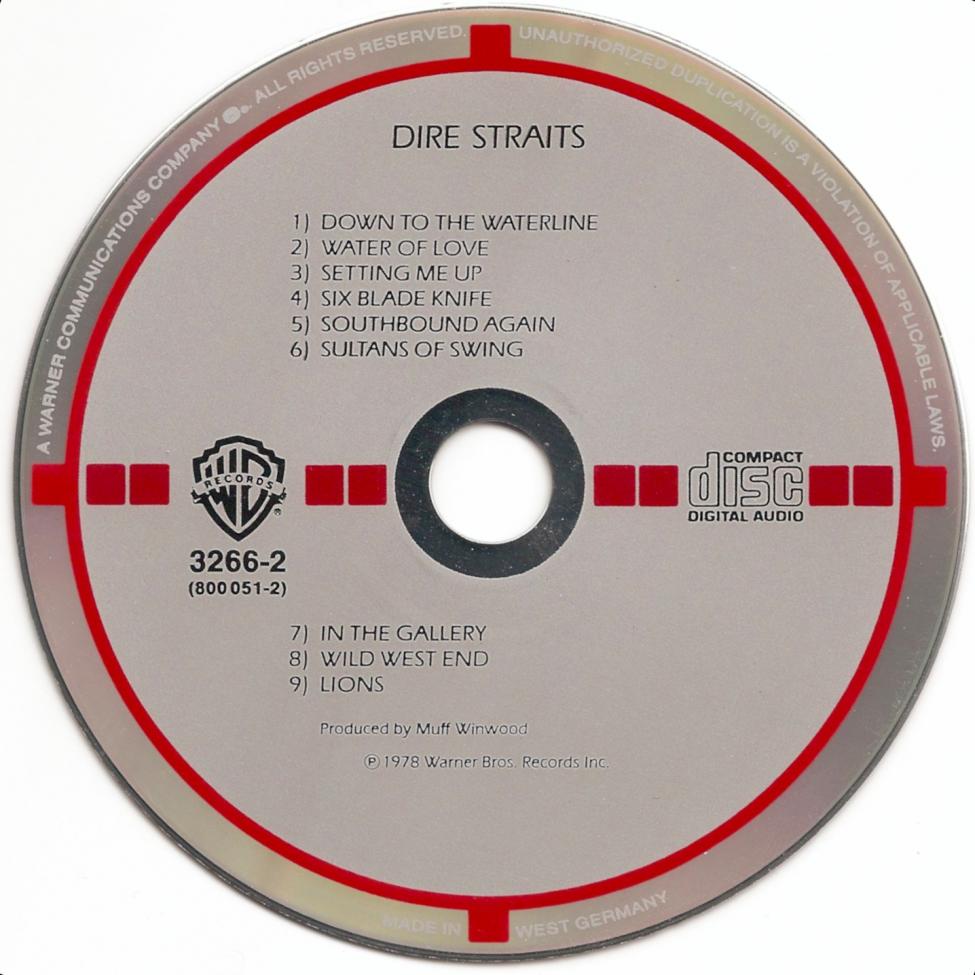 A WARNER COMMUNICATIONS COMPANY ALL RIGHTS RESERVED.
UNAUTHORIZED DUPLICATION IS A VIOLATION OF APPLICABLE LAWS.
DIRE STRAITS
1) DOWN TO THE WATERLINE
2) WATER OF LOVE
3) SETTING ME UP
4) SIX BLADE KNIFE
5) SOUTHBOUND AGAIN
6) SULTANS OF SWING
WB
RECORDS
®
COMPACT
disc
DIGITAL AUDIO
3266-2
(800 051-2)
7) IN THE GALLERY
8) WILD WEST END
9) LIONS
Produced by Muff Winwood
℗ 1978 Warner Bros. Records Inc.
MADE IN WEST GERMANY